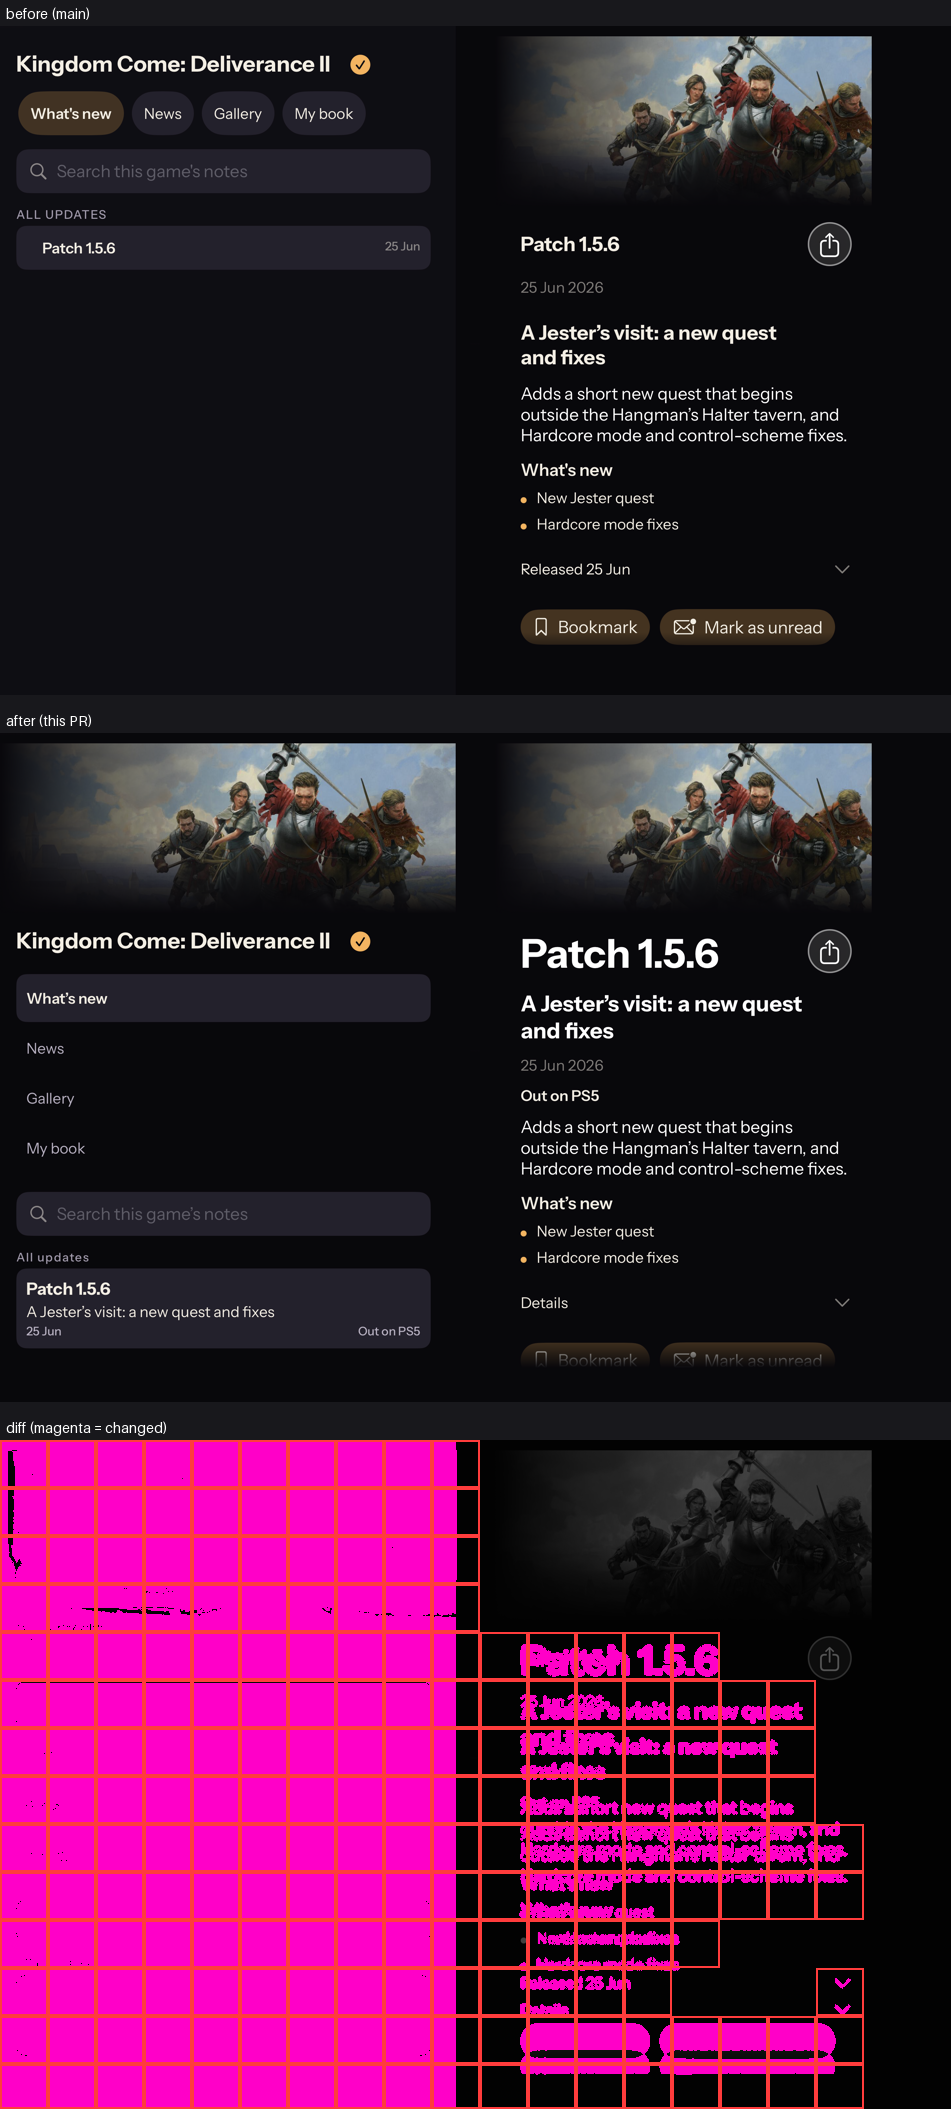 before (main)
Kingdom Come: Deliverance II
What's new
News
Gallery
My book
Search this game's notes
ALL UPDATES
Patch 1.5.6
25 Jun
Patch 1.5.6
25 Jun 2026
A Jester’s visit: a new quest
and fixes
Adds a short new quest that begins
outside the Hangman’s Halter tavern, and
Hardcore mode and control-scheme fixes.
What's new
New Jester quest
Hardcore mode fixes
Released 25 Jun
Bookmark
Mark as unread
after (this PR)
Kingdom Come: Deliverance II
What’s new
News
Gallery
My book
Search this game’s notes
All updates
Patch 1.5.6
A Jester’s visit: a new quest and fixes
25 Jun
Out on PS5
Patch 1.5.6
A Jester’s visit: a new quest
and fixes
25 Jun 2026
Out on PS5
Adds a short new quest that begins
outside the Hangman’s Halter tavern, and
Hardcore mode and control-scheme fixes.
What’s new
New Jester quest
Hardcore mode fixes
Details
Bookmark
Mark as unread
diff (magenta = changed)
Patch 1.5.6
A Jester’s visit: a new quest
Released 25 Jun
Details